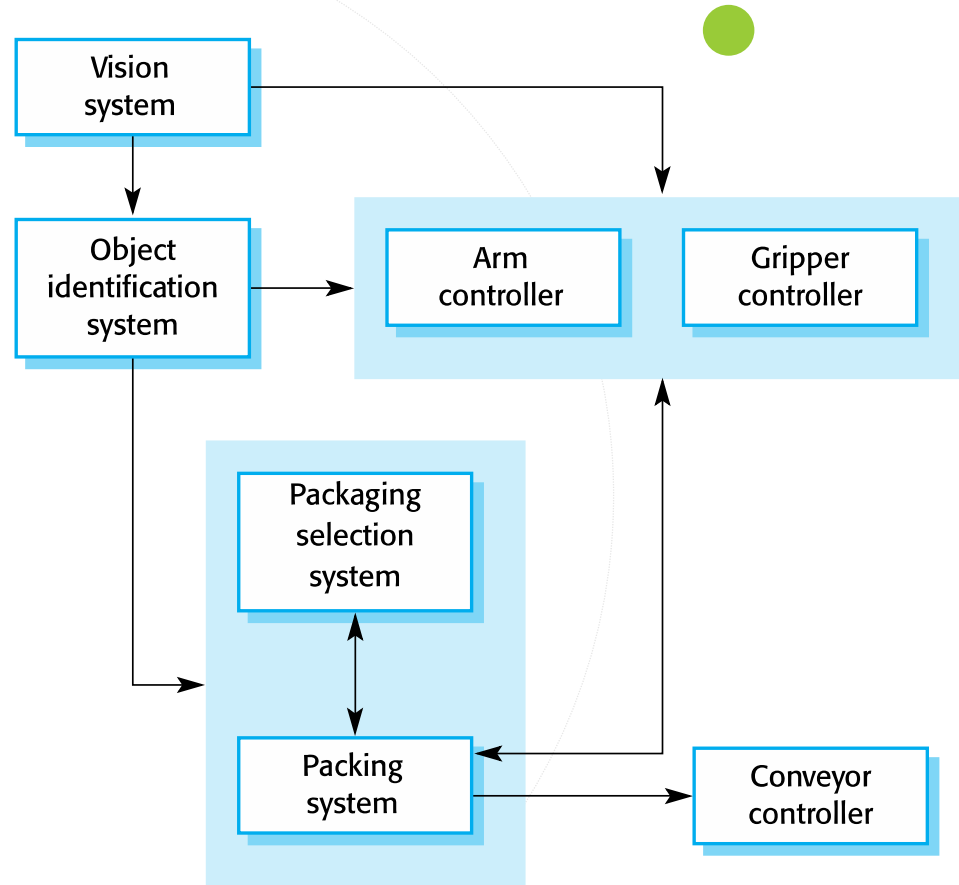 Vision
system
Object
identification
system
Arm
controller
Gripper
controller
Packaging
selection
system
Packing
system
Conveyor
controller